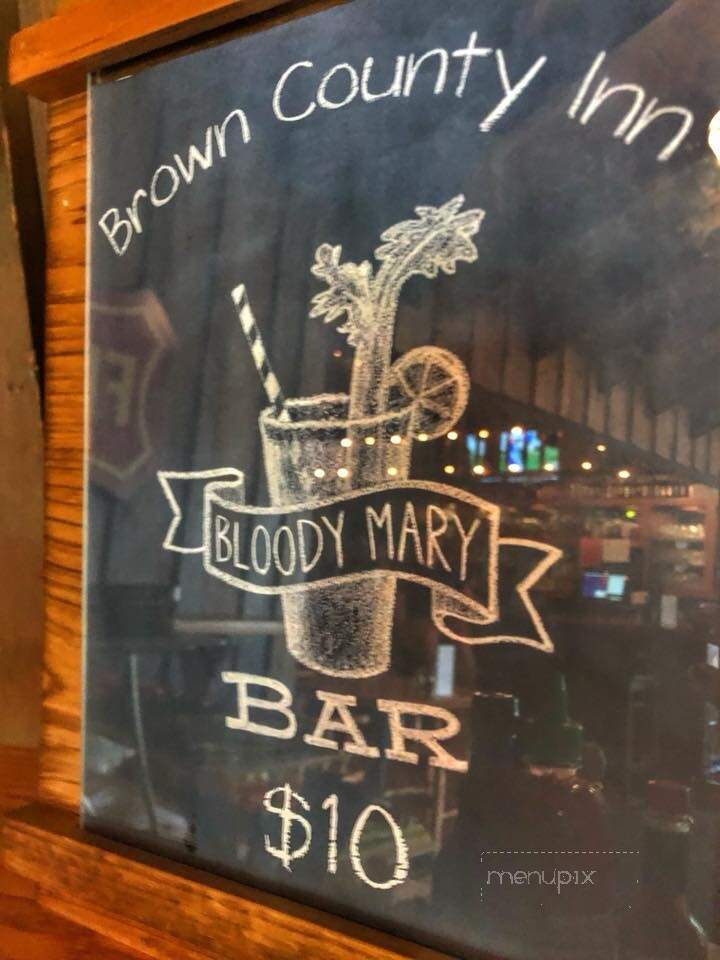 Brown County Inn
BLOODY MARY
BAR
$10
menupix